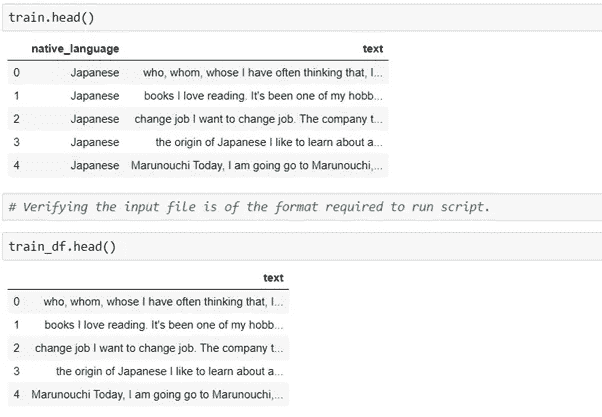 train.head()
native_language text
0 Japanese who, whom, whose I have often thinking that, I...
1 Japanese books I love reading. It's been one of my hobb...
2 Japanese change job I want to change job. The company t...
3 Japanese the origin of Japanese I like to learn about a...
4 Japanese Marunouchi Today, I am going go to Marunouchi,...
# Verifying the input file is of the format required to run script.
train_df.head()
text
0 who, whom, whose I have often thinking that, I...
1 books I love reading. It's been one of my hobb...
2 change job I want to change job. The company t...
3 the origin of Japanese I like to learn about a...
4 Marunouchi Today, I am going go to Marunouchi,...